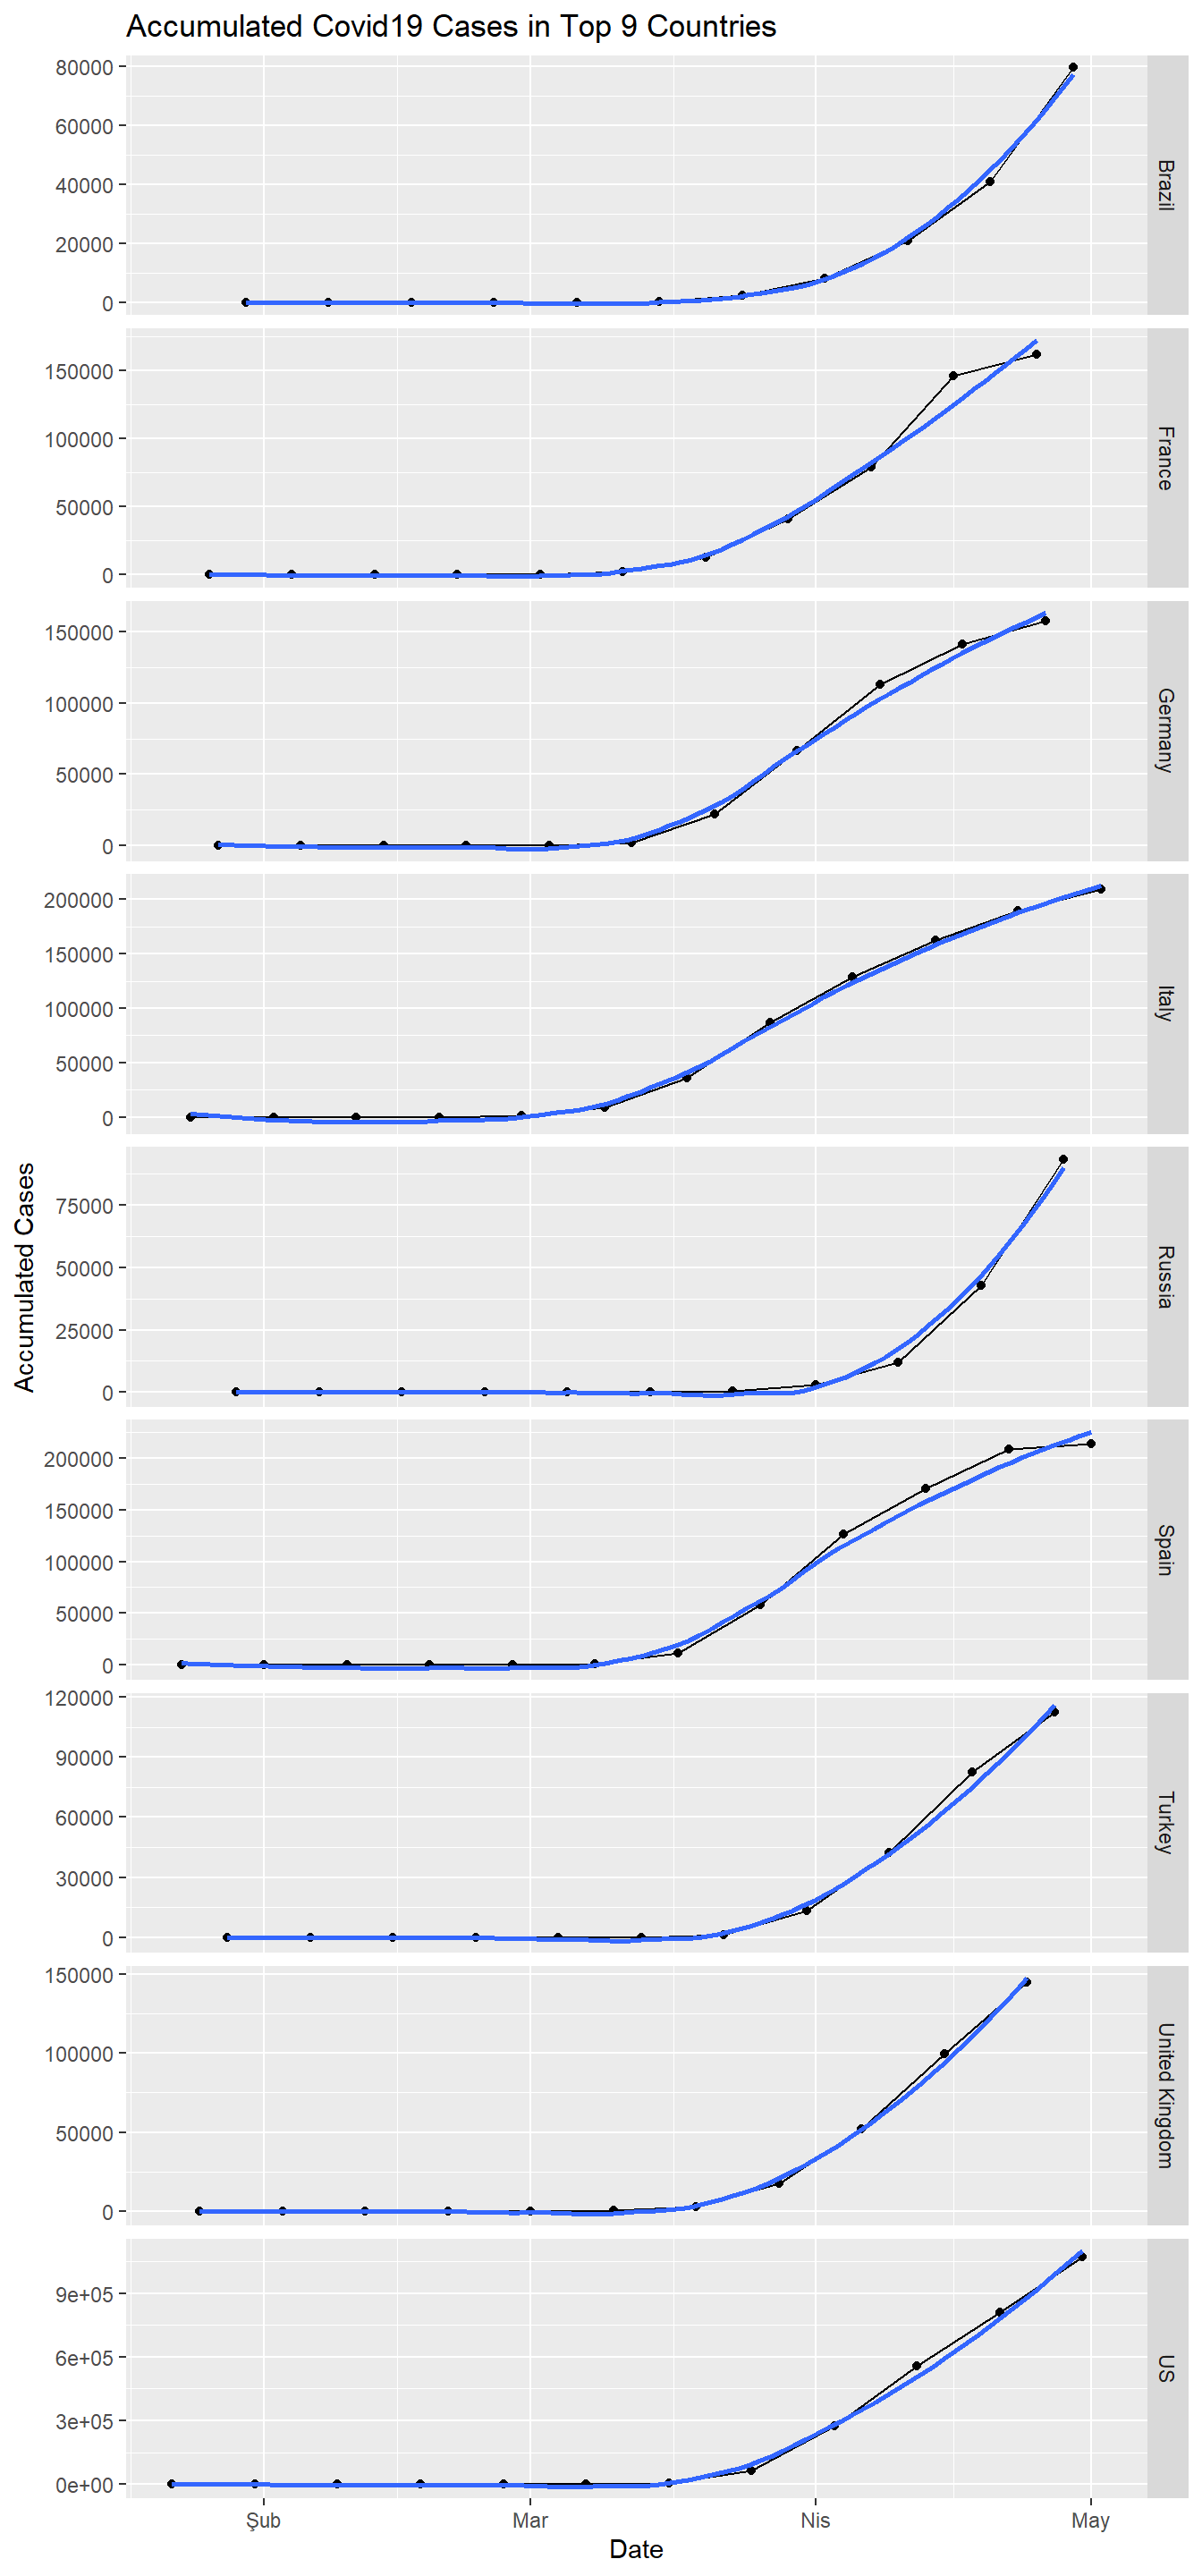 Accumulated Covid19 Cases in Top 9 Countries
80000
60000
40000
20000
0
Brazil
150000
100000
50000
0
France
150000
100000
50000
0
Germany
200000
150000
100000
50000
0
Italy
Accumulated Cases
75000
50000
25000
0
Russia
200000
150000
100000
50000
0
Spain
120000
90000
60000
30000
0
Turkey
150000
100000
50000
0
United Kingdom
9e+05
6e+05
3e+05
0e+00
US
Şub Mar Nis May
Date